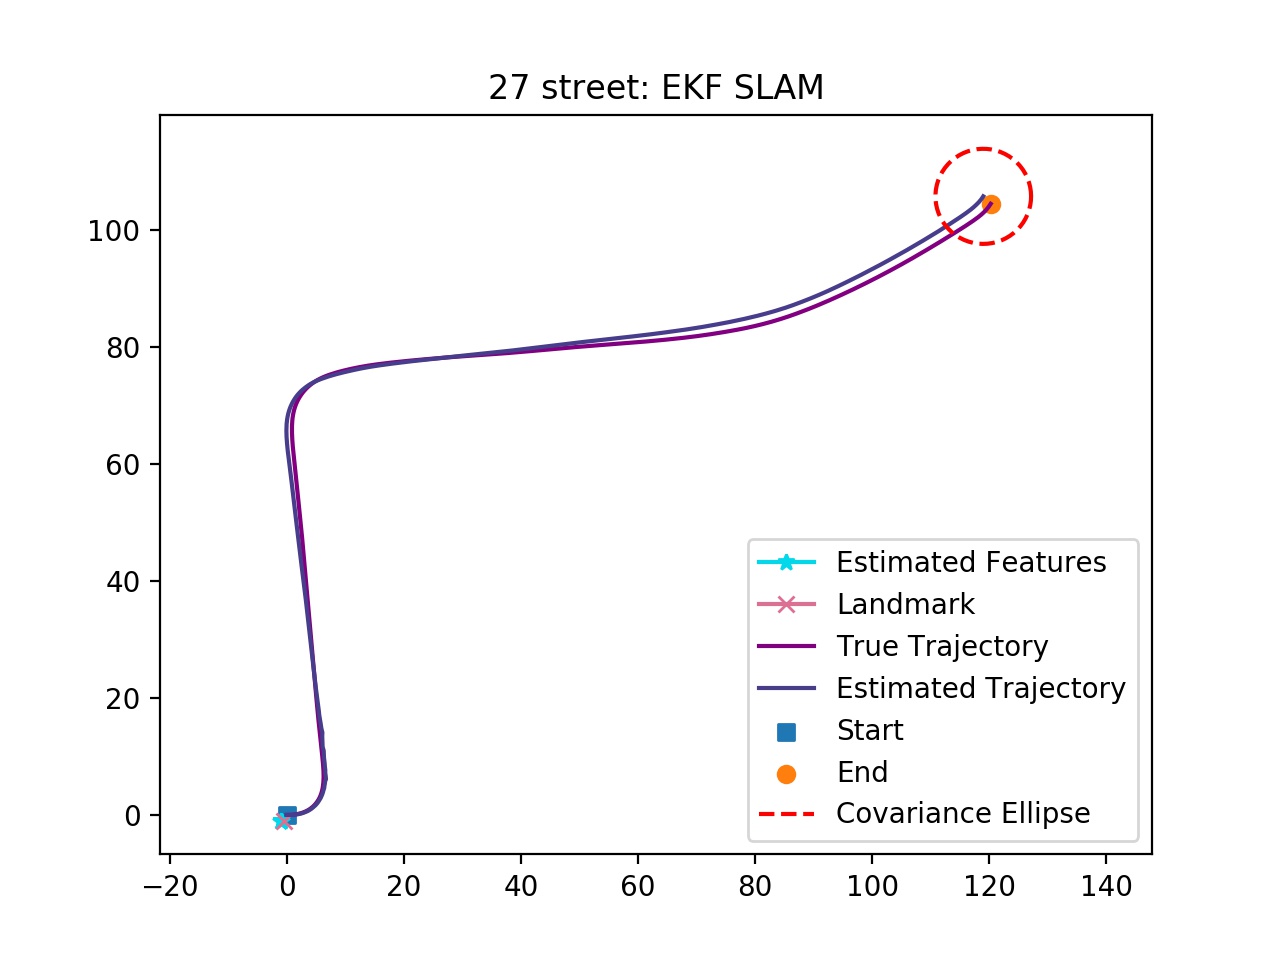 27 street: EKF SLAM
100
80
60
40
20
0
Estimated Features
Landmark
True Trajectory
Estimated Trajectory
Start
End
Covariance Ellipse
−20 0 20 40 60 80 100 120 140